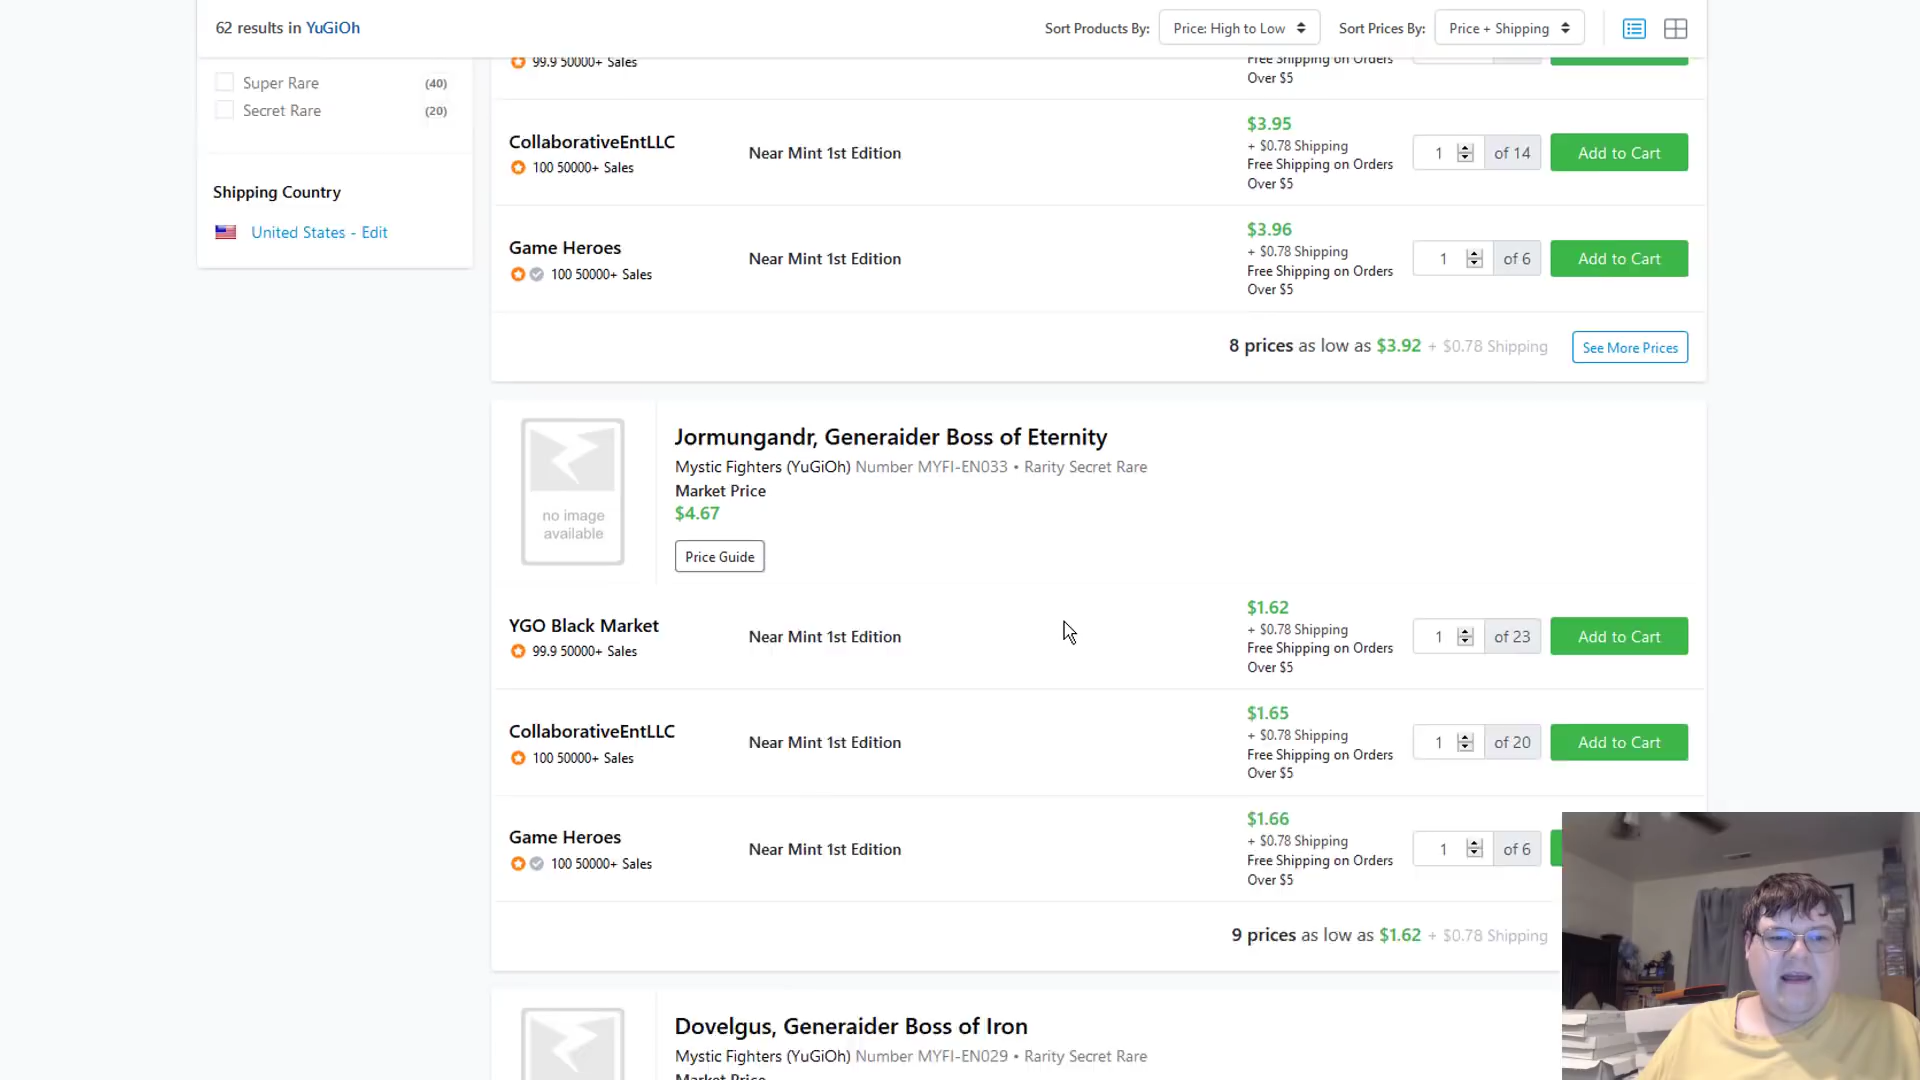 62 results in YuGiOh
Sort Products By: Price: High to Low
Sort Prices By: Price + Shipping
Super Rare (40)
Secret Rare (20)
Shipping Country
United States - Edit
99.9 50000+ Sales
Free Shipping on Orders
Over $5
CollaborativeEntLLC
100 50000+ Sales
Near Mint 1st Edition
$3.95
+ $0.78 Shipping
Free Shipping on Orders
Over $5
1 of 14
Add to Cart
Game Heroes
100 50000+ Sales
Near Mint 1st Edition
$3.96
+ $0.78 Shipping
Free Shipping on Orders
Over $5
1 of 6
Add to Cart
8 prices as low as $3.92 + $0.78 Shipping
See More Prices
no image
available
Jormungandr, Generaider Boss of Eternity
Mystic Fighters (YuGiOh) Number MYFI-EN033 • Rarity Secret Rare
Market Price
$4.67
Price Guide
YGO Black Market
99.9 50000+ Sales
Near Mint 1st Edition
$1.62
+ $0.78 Shipping
Free Shipping on Orders
Over $5
1 of 23
Add to Cart
CollaborativeEntLLC
100 50000+ Sales
Near Mint 1st Edition
$1.65
+ $0.78 Shipping
Free Shipping on Orders
Over $5
1 of 20
Add to Cart
Game Heroes
100 50000+ Sales
Near Mint 1st Edition
$1.66
+ $0.78 Shipping
Free Shipping on Orders
Over $5
1 of 6
9 prices as low as $1.62 + $0.78 Shipping
Dovelgus, Generaider Boss of Iron
Mystic Fighters (YuGiOh) Number MYFI-EN029 • Rarity Secret Rare
Market Price